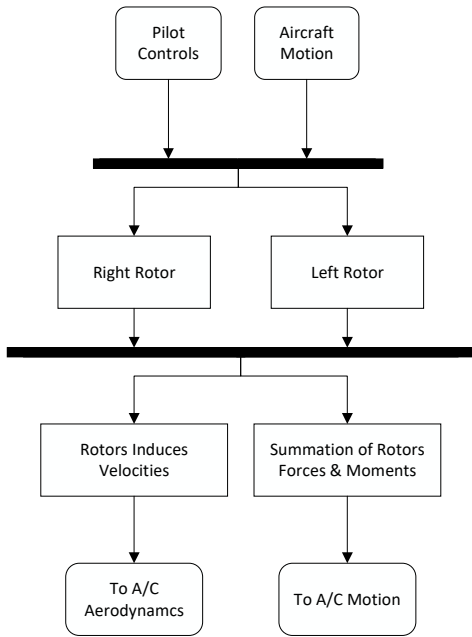 Pilot
Controls
Aircraft
Motion
Right Rotor
Left Rotor
Rotors Induces
Velocities
Summation of Rotors
Forces & Moments
To A/C
Aerodynamcs
To A/C Motion